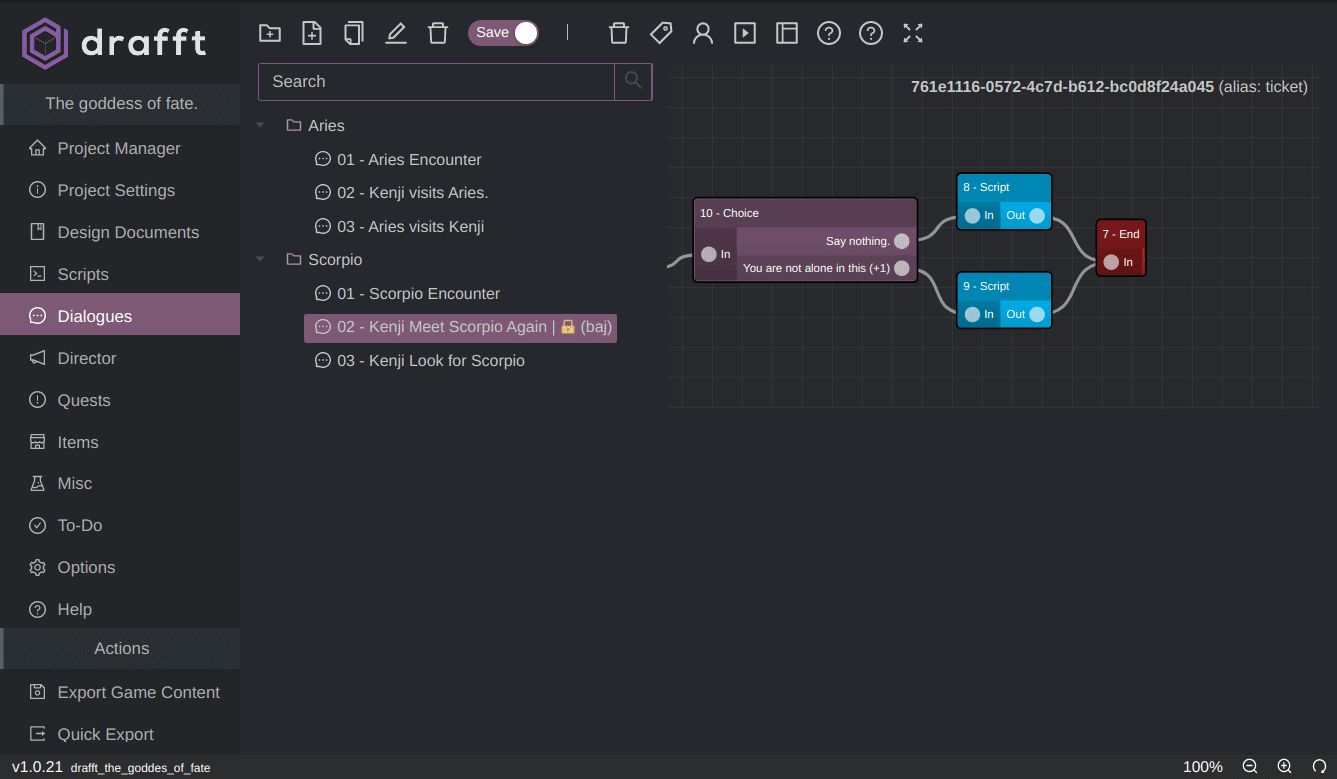 drafft
Save
The goddess of fate.
Project Manager
Project Settings
Design Documents
Scripts
Dialogues
Director
Quests
Items
Misc
To-Do
Options
Help
Actions
Export Game Content
Quick Export
Search
Aries
01 - Aries Encounter
02 - Kenji visits Aries.
03 - Aries visits Kenji
Scorpio
01 - Scorpio Encounter
02 - Kenji Meet Scorpio Again | 🔒 (baj)
03 - Kenji Look for Scorpio
761e1116-0572-4c7d-b612-bc0d8f24a045 (alias: ticket)
10 - Choice
In
Say nothing.
You are not alone in this (+1)
8 - Script
In Out
9 - Script
In Out
7 - End
In
v1.0.21 drafft_the_goddes_of_fate
100%